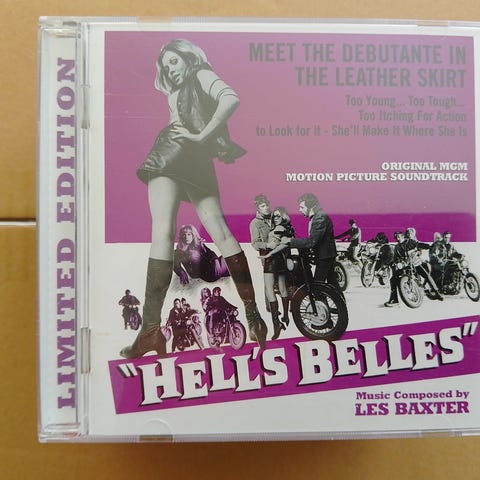 LIMITED EDITION
MEET THE DEBUTANTE IN
THE LEATHER SKIRT
Too Young... Too Tough...
Too Itching For Action
to Look for it - She'll Make It Where She Is
ORIGINAL MGM
MOTION PICTURE SOUNDTRACK
"HELL'S BELLES"
Music Composed by
LES BAXTER